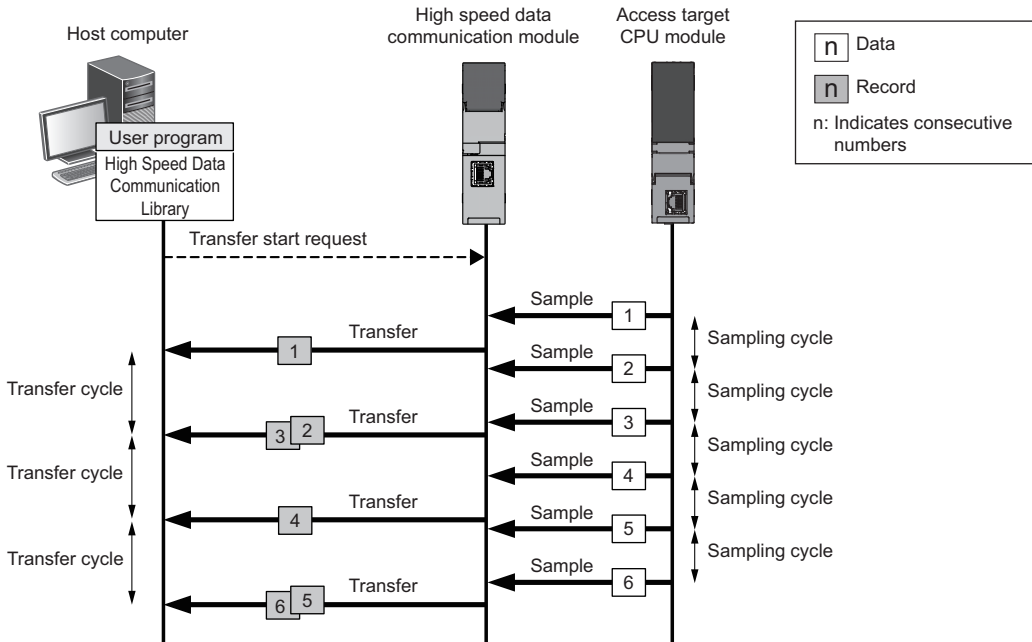 Host computer
High speed data
communication module
Access target
CPU module
n Data
n Record
n: Indicates consecutive
numbers
User program
High Speed Data
Communication
Library
Transfer start request
Sample 1
Sampling cycle
1 Transfer
Sample 2
Transfer cycle
Sampling cycle
Sample 3
3 2 Transfer
Sampling cycle
Sample 4
Transfer cycle
Sampling cycle
4 Transfer
Sample 5
Transfer cycle
Sampling cycle
Sample 6
6 5 Transfer